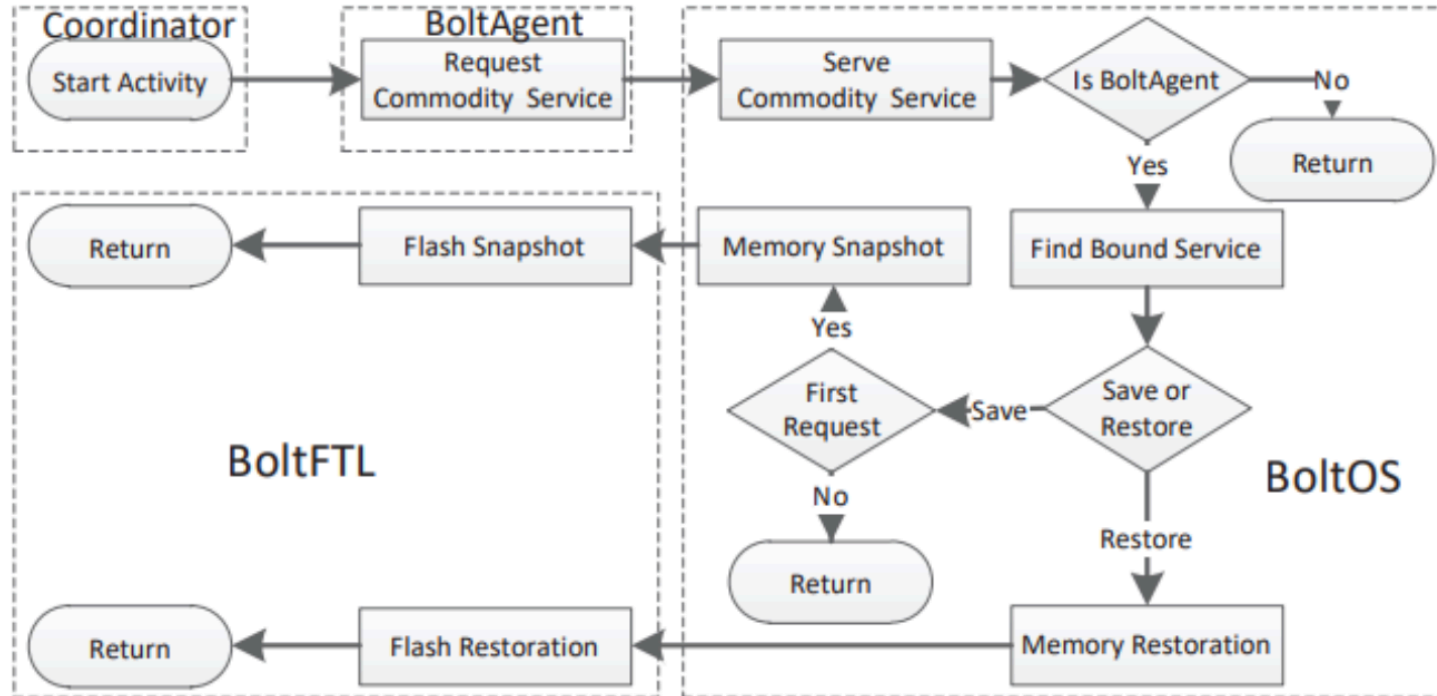 Coordinator
BoltAgent
Start Activity
Request
Commodity Service
Serve
Commodity Service
Is BoltAgent
No
Return
Yes
Return
Flash Snapshot
Memory Snapshot
Find Bound Service
Yes
First
Request
Save
Save or
Restore
BoltFTL
BoltOS
No
Return
Restore
Return
Flash Restoration
Memory Restoration